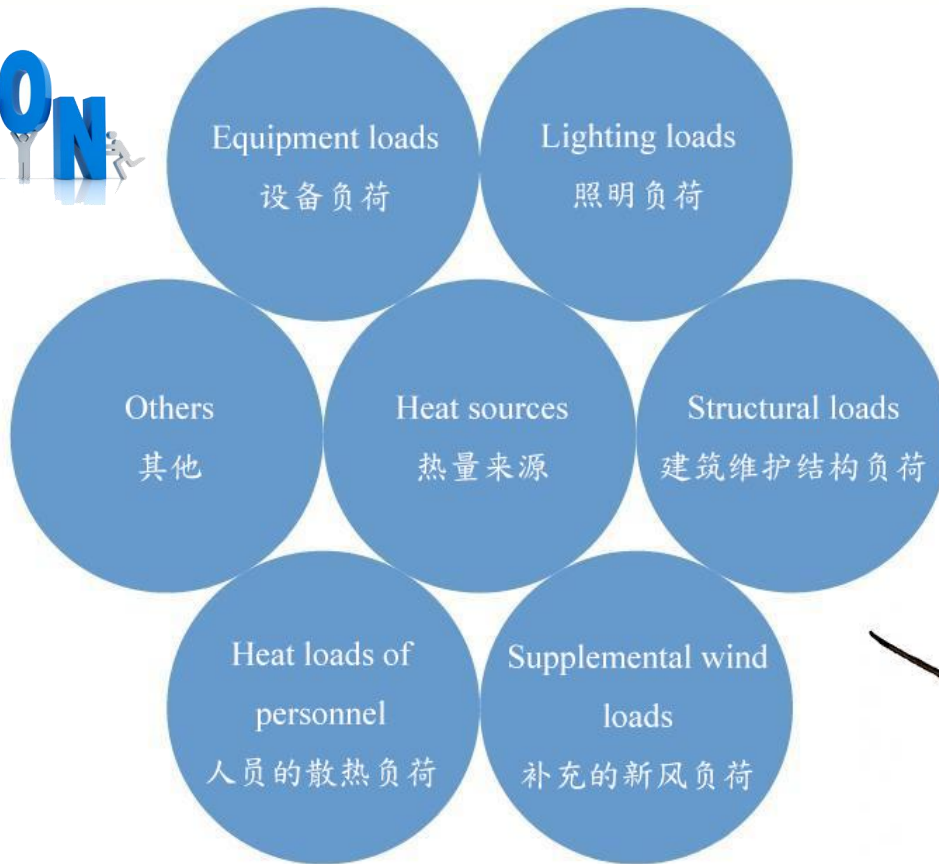 ON
Equipment loads
设备负荷
Lighting loads
照明负荷
Others
其他
Heat sources
热量来源
Structural loads
建筑维护结构负荷
Heat loads of
personnel
人员的散热负荷
Supplemental wind
loads
补充的新风负荷